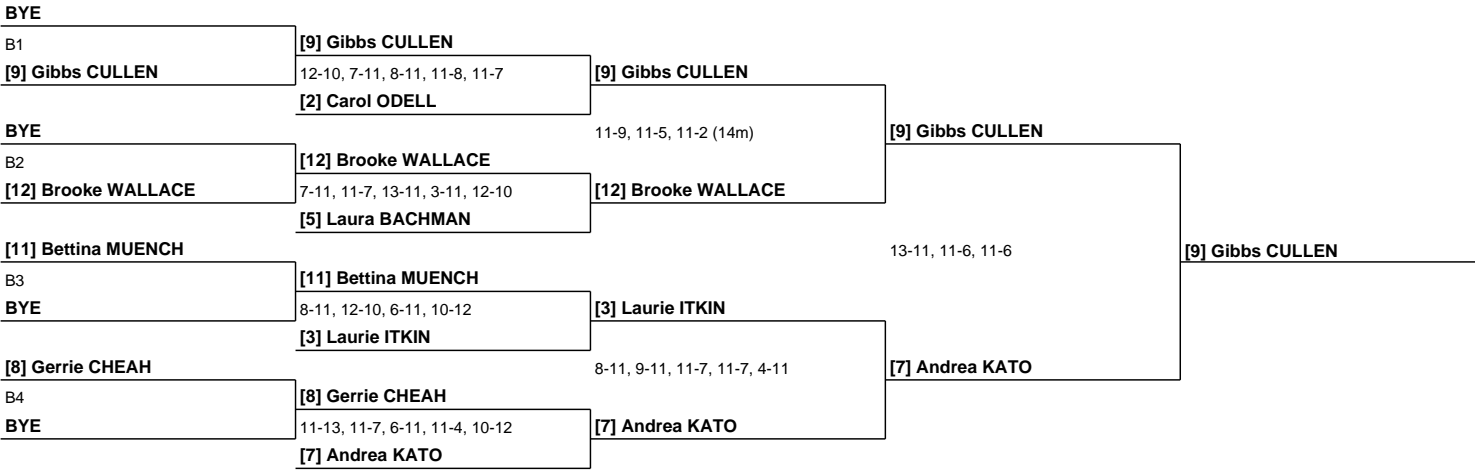 BYE
B1
[9] Gibbs CULLEN
[9] Gibbs CULLEN
12-10, 7-11, 8-11, 11-8, 11-7
[9] Gibbs CULLEN
[2] Carol ODELL
BYE
11-9, 11-5, 11-2 (14m)
[9] Gibbs CULLEN
B2
[12] Brooke WALLACE
[12] Brooke WALLACE
7-11, 11-7, 13-11, 3-11, 12-10
[12] Brooke WALLACE
[5] Laura BACHMAN
[11] Bettina MUENCH
13-11, 11-6, 11-6
[9] Gibbs CULLEN
B3
[11] Bettina MUENCH
BYE
8-11, 12-10, 6-11, 10-12
[3] Laurie ITKIN
[3] Laurie ITKIN
[8] Gerrie CHEAH
8-11, 9-11, 11-7, 11-7, 4-11
[7] Andrea KATO
B4
[8] Gerrie CHEAH
BYE
11-13, 11-7, 6-11, 11-4, 10-12
[7] Andrea KATO
[7] Andrea KATO